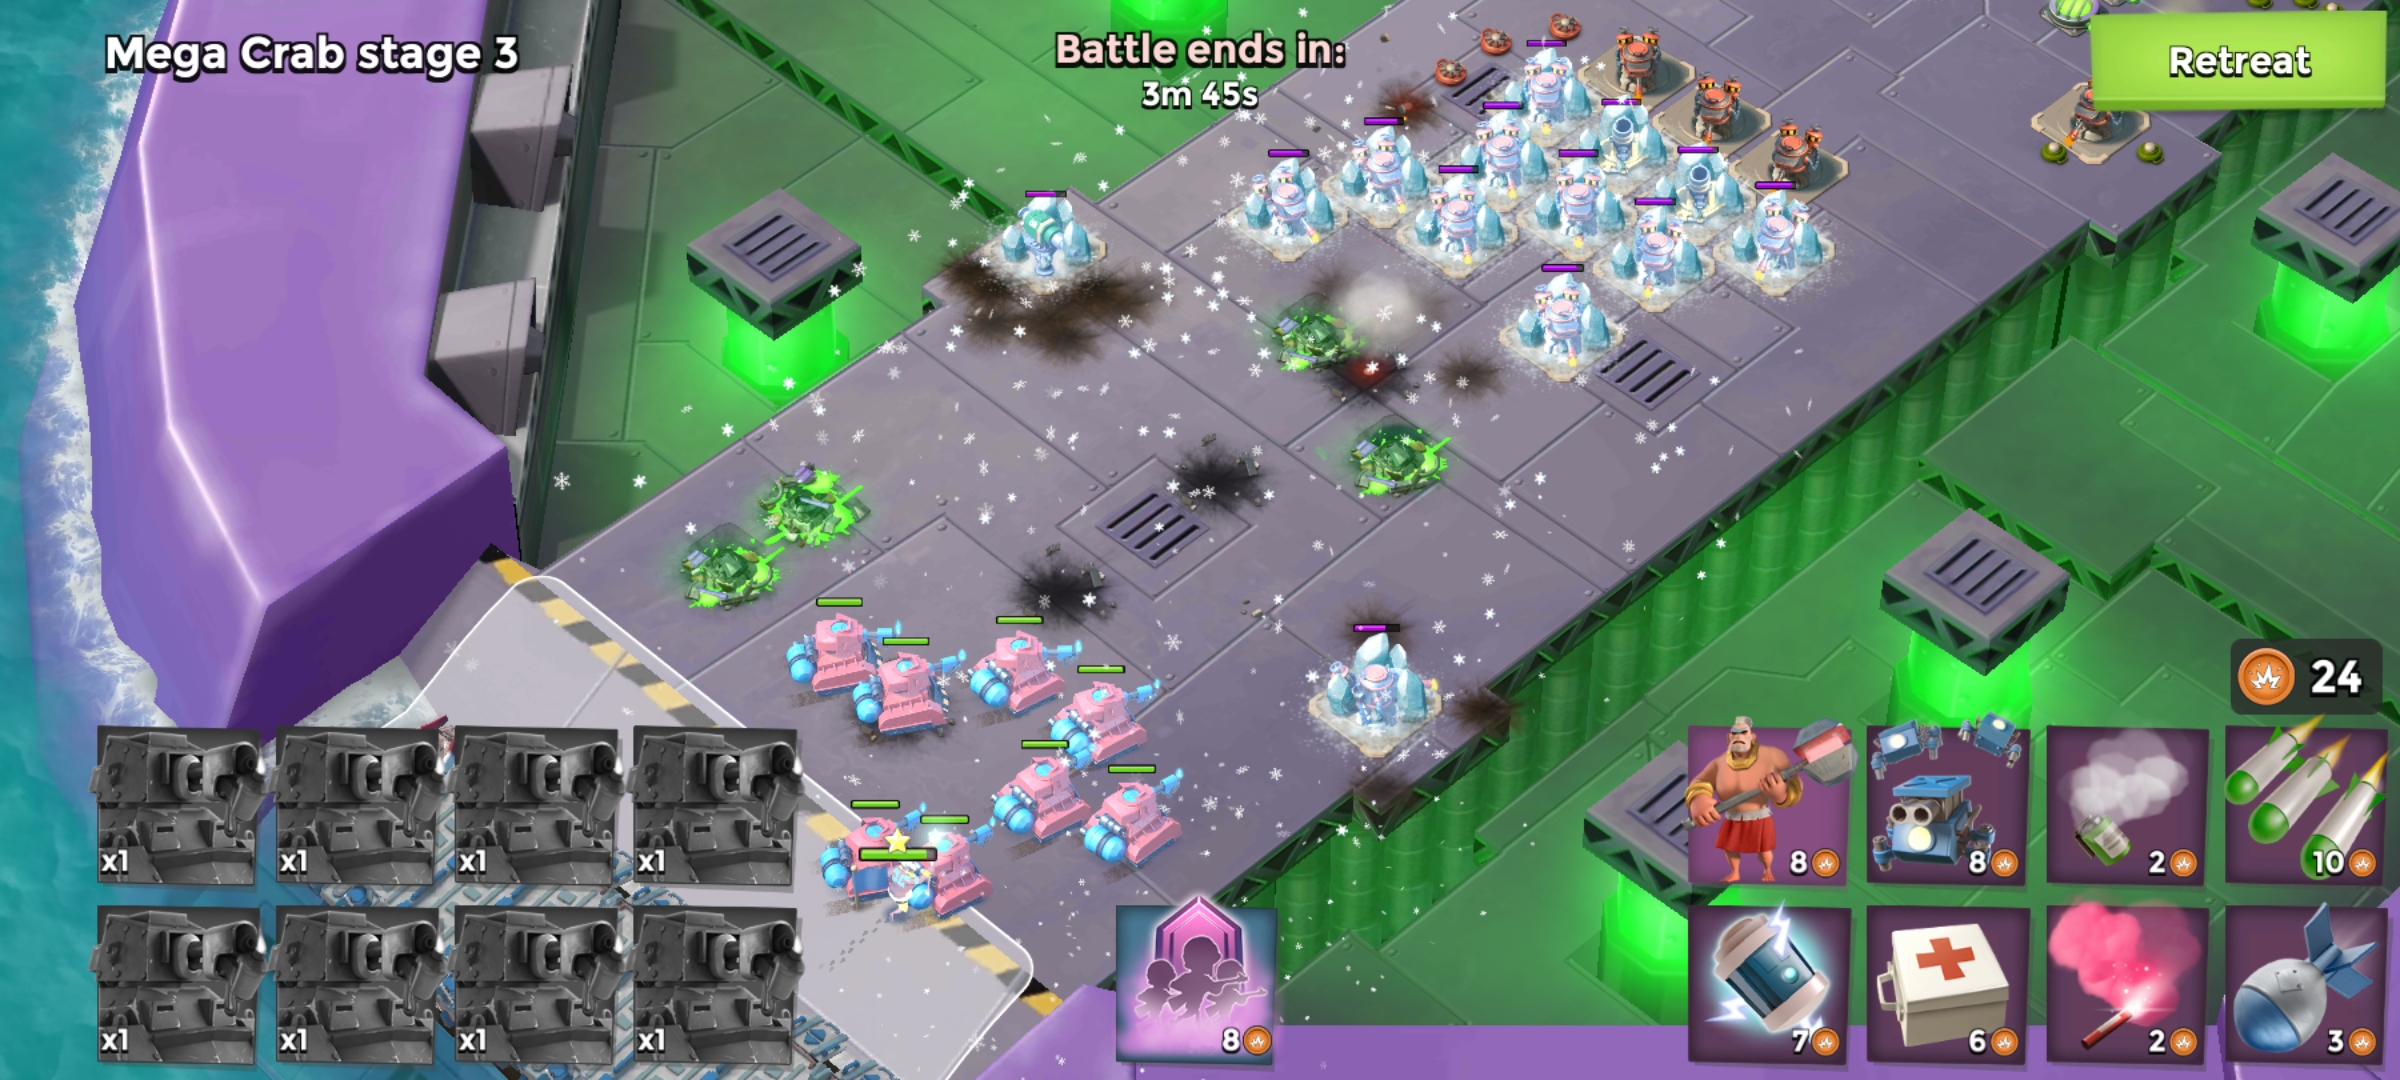 Mega Crab stage 3
Battle ends in:
3m 45s
Retreat
24
x1 x1 x1 x1
8 8 2 10
x1 x1 x1 x1
8
7 6 2 3